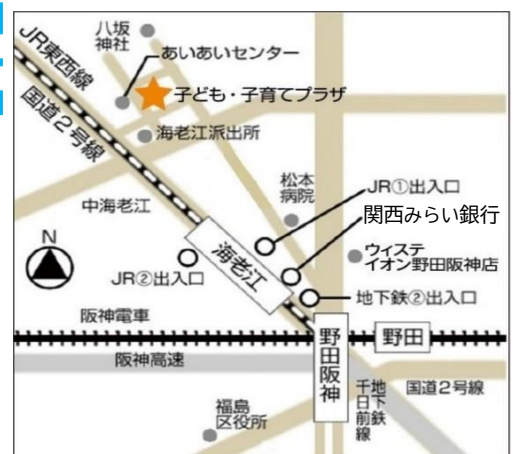 八坂
神社
あいあいセンター
JR東西線
子ども・子育てプラザ
国道２号線
海老江派出所
中海老江
松本
病院
JR①出入口
関西みらい銀行
N
海老江
ウィステ
イオン野田阪神店
JR②出入口
地下鉄②出入口
阪神電車
野田阪神
野田
阪神高速
千日前線
地下鉄
国道２号線
福島
区役所